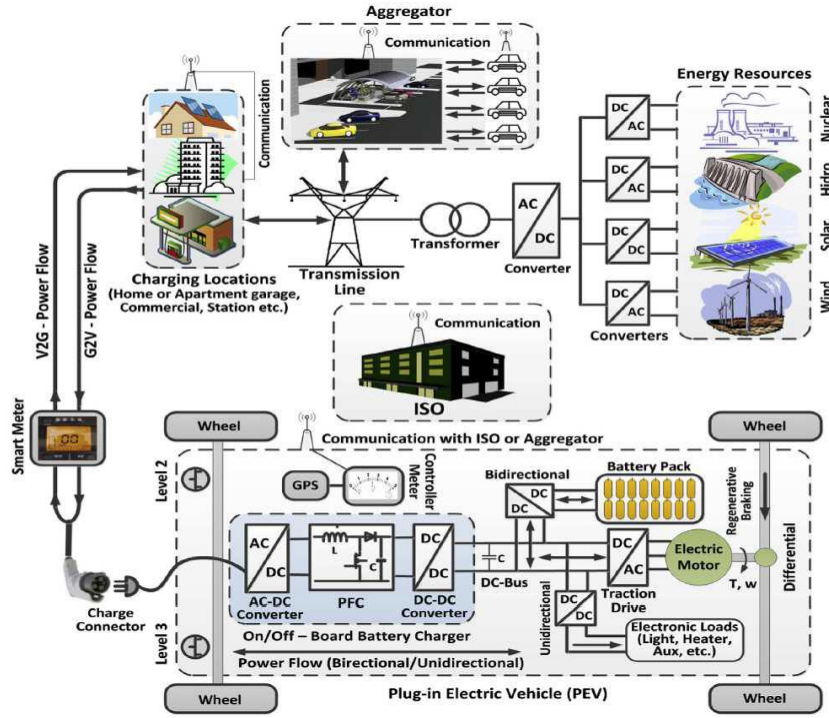 Aggregator
Communication
Communication
Energy Resources
DC
AC
Nuclear
DC
AC
Hidro
DC
DC
Solar
DC
AC
Wind
Converters
AC
DC
Converter
Transformer
Transmission
Line
Charging Locations
(Home or Apartment garage,
Commercial, Station etc.)
V2G - Power Flow
G2V - Power Flow
Smart Meter
Communication
ISO
Wheel
Wheel
Communication with ISO or Aggregator
Level 2
GPS
Controller
Meter
Bidirectional
DC
DC
Battery Pack
Regenerative
Braking
AC
DC
AC-DC
Converter
L
C
PFC
DC
DC
DC-DC
Converter
C
DC-Bus
DC
AC
Traction
Drive
Electric
Motor
T, w
Differential
Unidirectional
DC
DC
Electronic Loads
(Light, Heater,
Aux, etc.)
Charge
Connector
On/Off – Board Battery Charger
Level 3
Power Flow (Birectional/Unidirectional)
Wheel
Plug-in Electric Vehicle (PEV)
Wheel